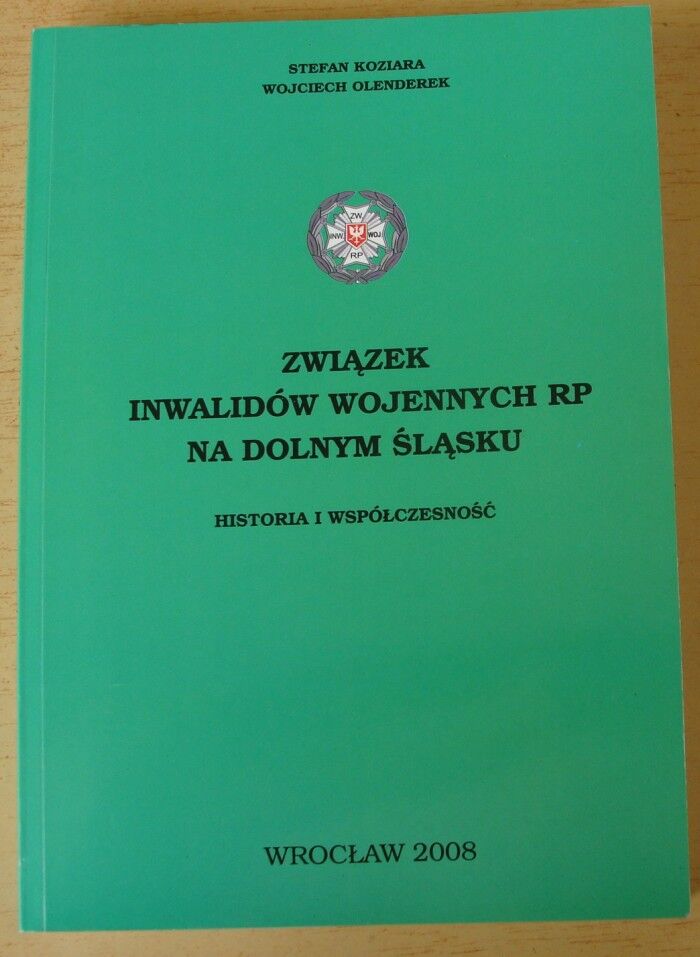 STEFAN KOZIARA
WOJCIECH OLENDEREK
ZW.
INW. WOJ.
RP
ZWIĄZEK
INWALIDÓW WOJENNYCH RP
NA DOLNYM ŚLĄSKU
HISTORIA I WSPÓŁCZESNOŚĆ
WROCŁAW 2008